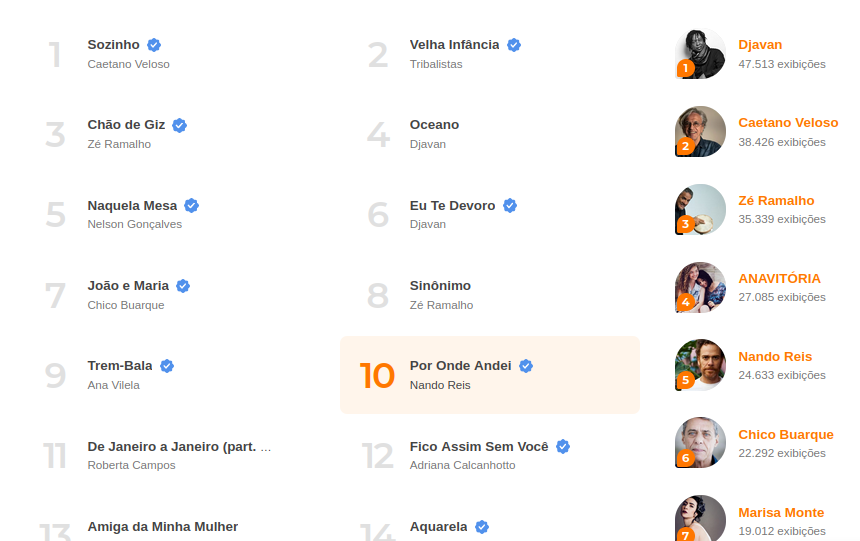 1
Sozinho
Caetano Veloso
2
Velha Infância
Tribalistas
3
Chão de Giz
Zé Ramalho
4
Oceano
Djavan
5
Naquela Mesa
Nelson Gonçalves
6
Eu Te Devoro
Djavan
7
João e Maria
Chico Buarque
8
Sinônimo
Zé Ramalho
9
Trem-Bala
Ana Vilela
10
Por Onde Andei
Nando Reis
11
De Janeiro a Janeiro (part. ...
Roberta Campos
12
Fico Assim Sem Você
Adriana Calcanhotto
13
Amiga da Minha Mulher
14
Aquarela
1
Djavan
47.513 exibições
2
Caetano Veloso
38.426 exibições
3
Zé Ramalho
35.339 exibições
4
ANAVITÓRIA
27.085 exibições
5
Nando Reis
24.633 exibições
6
Chico Buarque
22.292 exibições
7
Marisa Monte
19.012 exibições